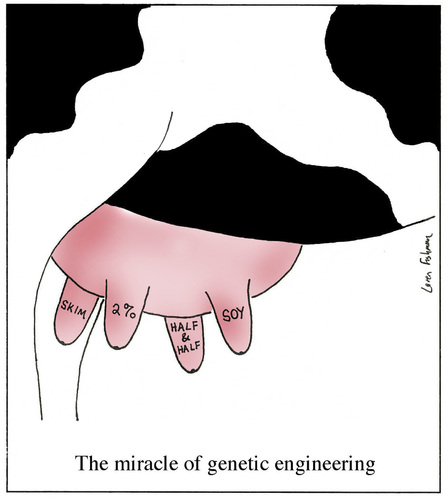 SKIM
2%
HALF
&
HALF
SOY
Loren Fishman
The miracle of genetic engineering